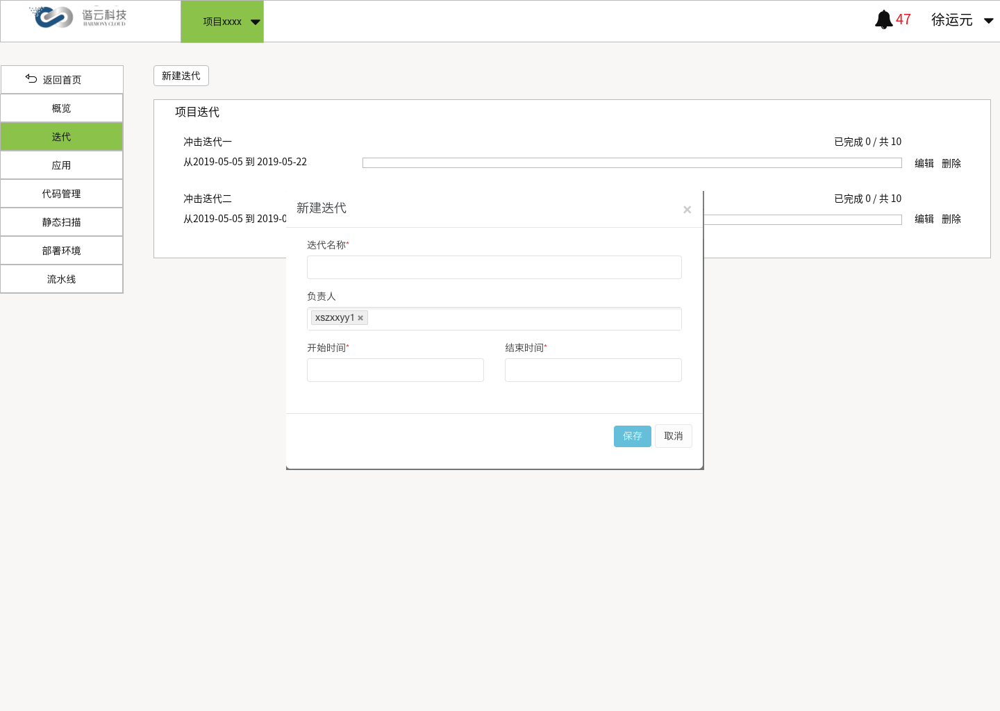 谐云科技
HARMONY CLOUD
项目xxxx
47
徐运元
返回首页
概览
迭代
应用
代码管理
静态扫描
部署环境
流水线
新建迭代
项目迭代
冲击迭代一
已完成 0 / 共 10
从2019-05-05 到 2019-05-22
编辑 删除
冲击迭代二
已完成 0 / 共 10
从2019-05-05 到 2019-0
编辑 删除
新建迭代
×
迭代名称*
负责人
xszxxyy1 ×
开始时间*
结束时间*
保存
取消